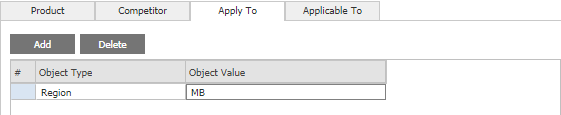 Product Competitor Apply To Applicable To
Add Delete
# Object Type Object Value
Region MB